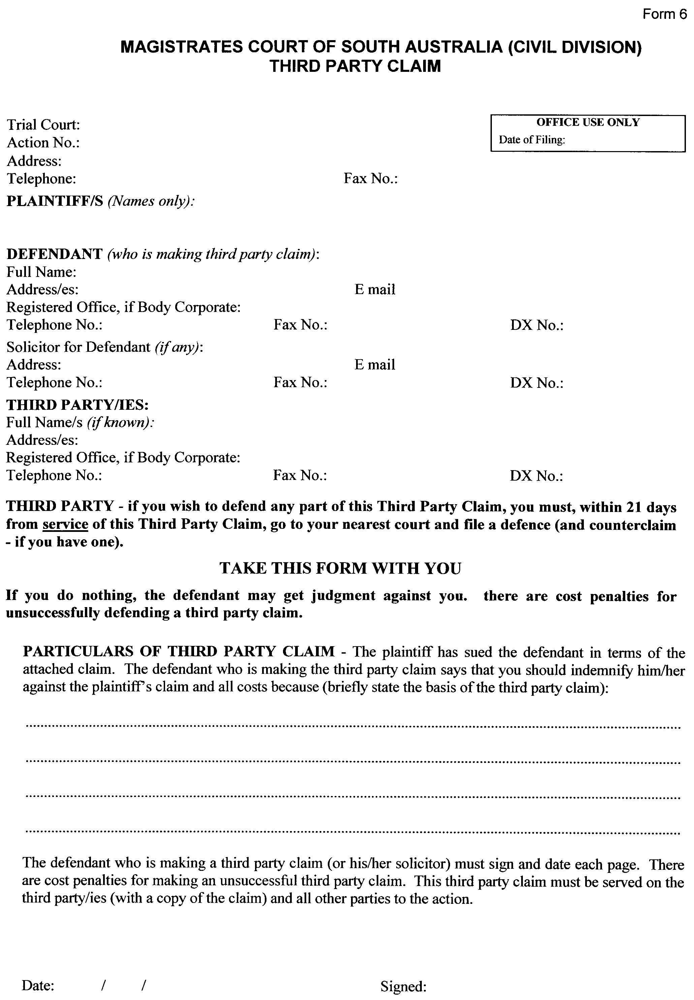 Form 6
MAGISTRATES COURT OF SOUTH AUSTRALIA (CIVIL DIVISION)
THIRD PARTY CLAIM
OFFICE USE ONLY
Date of Filing:
Trial Court:
Action No.:
Address:
Telephone: Fax No.:
PLAINTIFF/S (Names only):
DEFENDANT (who is making third party claim):
Full Name:
Address/es: E mail
Registered Office, if Body Corporate:
Telephone No.: Fax No.: DX No.:
Solicitor for Defendant (if any):
Address: E mail
Telephone No.: Fax No.: DX No.:
THIRD PARTY/IES:
Full Name/s (if known):
Address/es:
Registered Office, if Body Corporate:
Telephone No.: Fax No.: DX No.:
THIRD PARTY - if you wish to defend any part of this Third Party Claim, you must, within 21 days
from service of this Third Party Claim, go to your nearest court and file a defence (and counterclaim
- if you have one).
TAKE THIS FORM WITH YOU
If you do nothing, the defendant may get judgment against you. there are cost penalties for
unsuccessfully defending a third party claim.
PARTICULARS OF THIRD PARTY CLAIM - The plaintiff has sued the defendant in terms of the
attached claim. The defendant who is making the third party claim says that you should indemnify him/her
against the plaintiff's claim and all costs because (briefly state the basis of the third party claim):
The defendant who is making a third party claim (or his/her solicitor) must sign and date each page. There
are cost penalties for making an unsuccessful third party claim. This third party claim must be served on the
third party/ies (with a copy of the claim) and all other parties to the action.
Date: / / Signed: